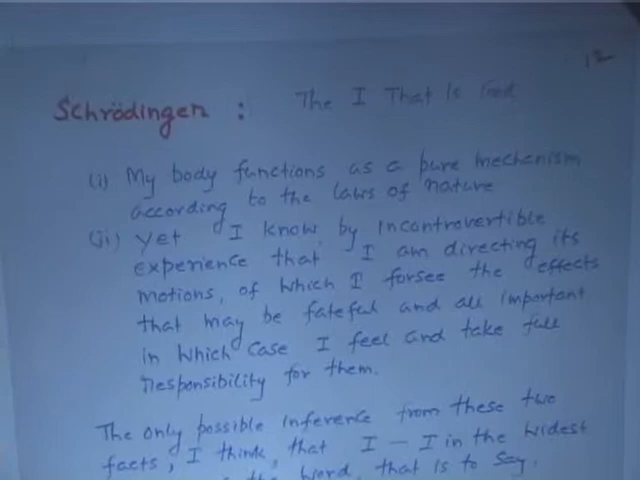 12
Schrödinger : The I That Is God
(i) My body functions as a pure mechanism
according to the laws of nature
(ii) Yet I know by incontrovertible
experience that I am directing its
motions, of which I forsee the effects
that may be fateful and all important
in which case I feel and take full
responsibility for them.
The only possible inference from these two
facts, I think, that I – I in the widest
the word, that is to say,